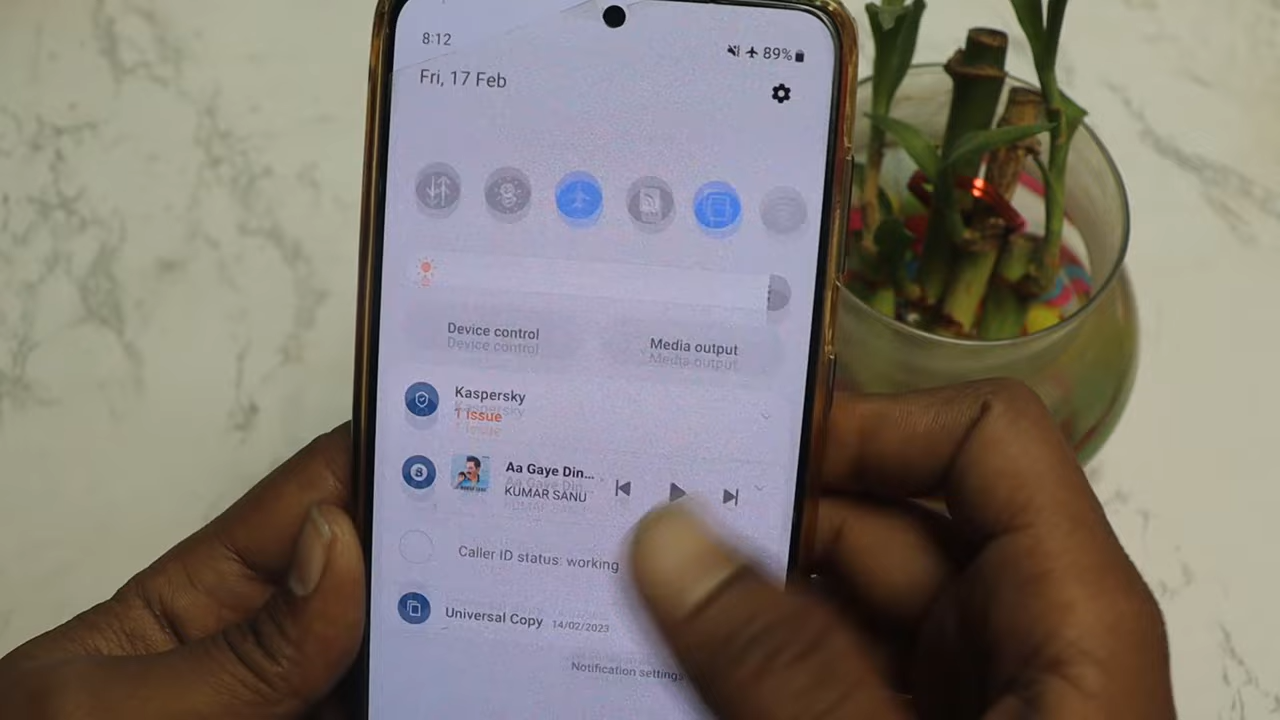 8:12
89%
Fri, 17 Feb
Device control
Media output
Kaspersky
1 Issue
Aa Gaye Din...
KUMAR SANU
Caller ID status: working
Universal Copy 14/02/2023
Notification settings